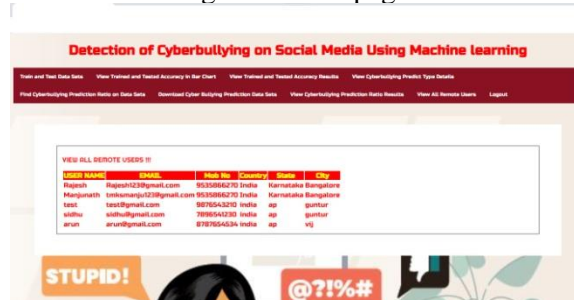 Detection of Cyberbullying on Social Media Using Machine learning
Train and Test Data Sets View Trained and Tested Accuracy in Bar Chart View Trained and Tested Accuracy Results View Cyberbullying Predict Type Details
Find Cyberbullying Prediction Ratio on Data Sets Download Cyber Bullying Prediction Data Sets View Cyberbullying Prediction Ratio Results View All Remote Users Logout
VIEW ALL REMOTE USERS !!!
USER NAME EMAIL Mob No Country State City
Rajesh Rajesh123@gmail.com 9535866270 India Karnataka Bangalore
Manjunath tmksmanju123@gmail.com 9535866270 India Karnataka Bangalore
test test@gmail.com 9876543210 india ap guntur
sidhu sidhu@gmail.com 7896541230 india ap guntur
arun arun@gmail.com 8787654534 india ap vij
STUPID!
@?!%#